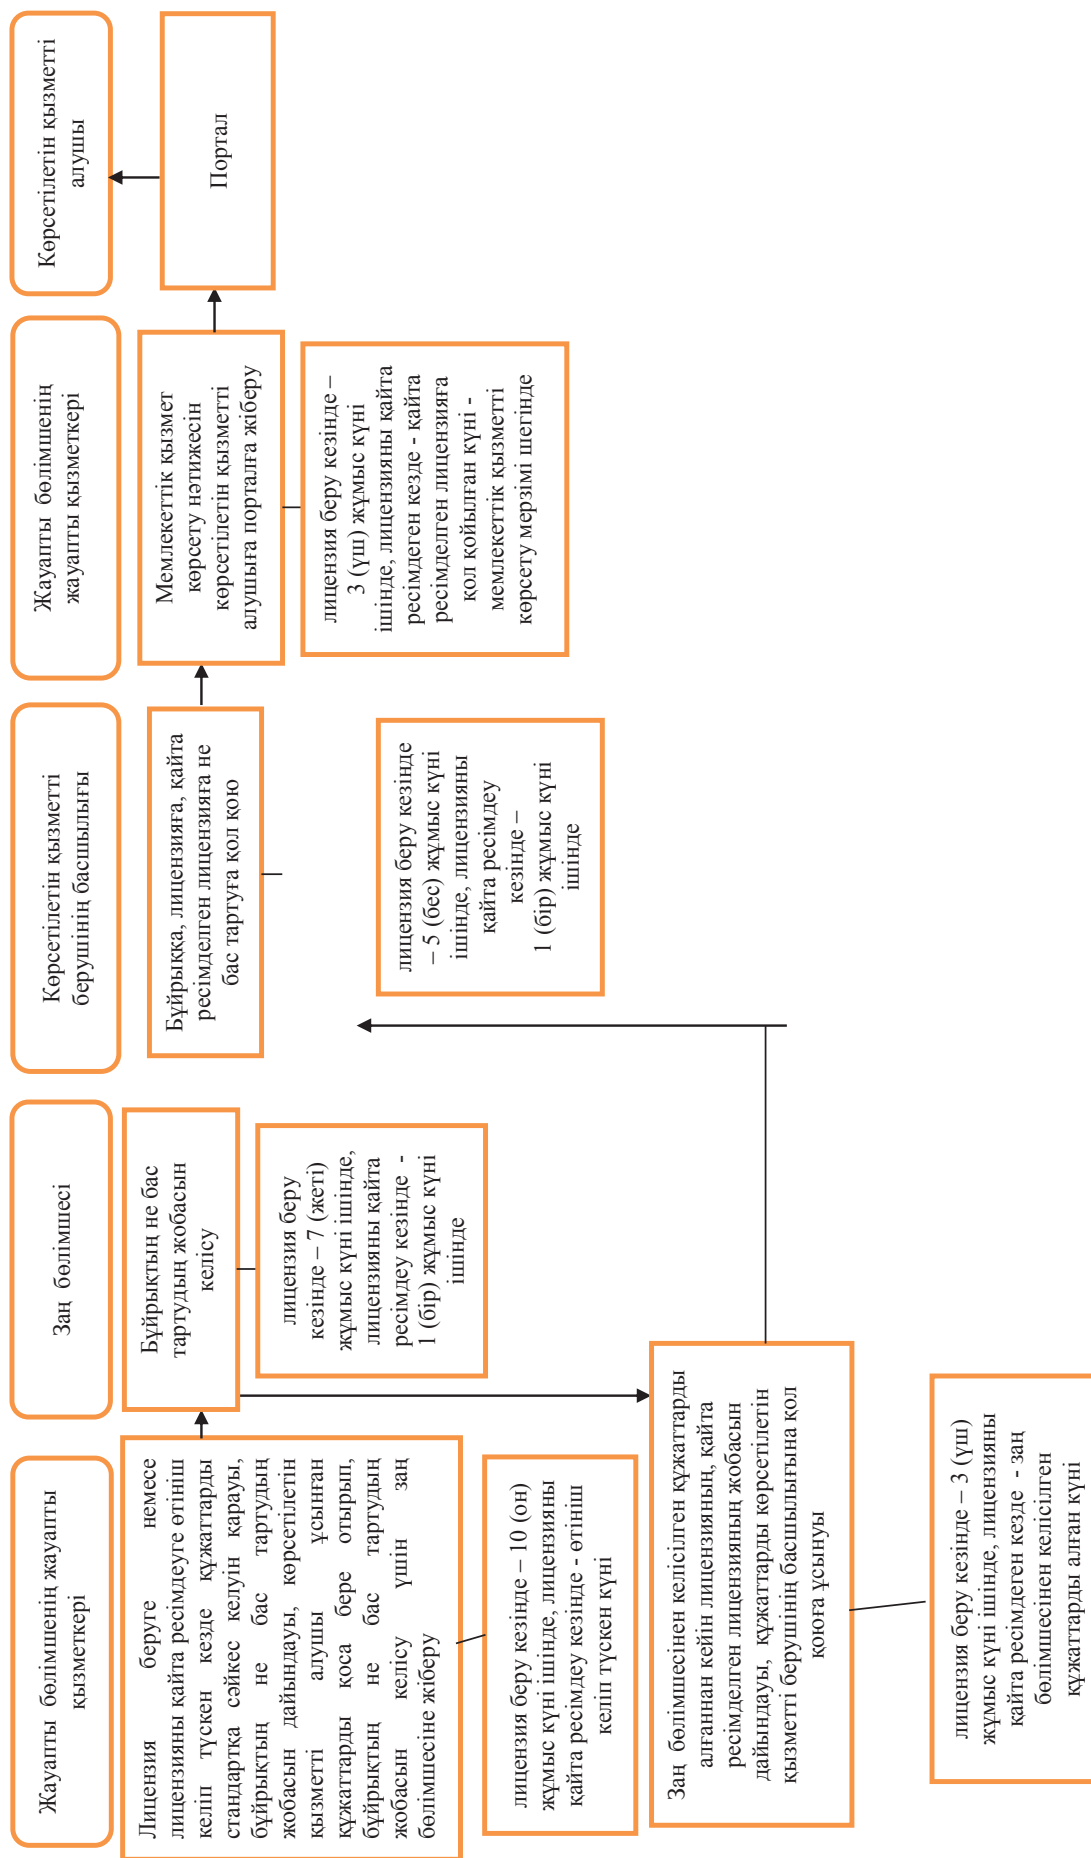 Жауапты бөлімшенің жауапты
қызметкері
Заң бөлімшесі
Көрсетілетін қызметті
берушінің басшылығы
Жауапты бөлімшенің
жауапты қызметкері
Көрсетілетін қызметті
алушы
Лицензия беруге немесе
лицензияны қайта ресімдеуге өтініш
келіп түскен кезде құжаттарды
стандартқа сәйкес келуін қарауы,
бұйрықтың не бас тартудың
жобасын дайындауы, көрсетілетін
қызметті алушы ұсынған
құжаттарды қоса бере отырып,
бұйрықтың не бас тартудың
жобасын келісу үшін заң
бөлімшесіне жіберу
Бұйрықтың не бас
тартудың жобасын
келісу
Бұйрыққа, лицензияға, қайта
ресімделген лицензияға не
бас тартуға қол қою
Мемлекеттік қызмет
көрсету нәтижесін
көрсетілетін қызметті
алушыға порталға жіберу
Портал
лицензия беру кезінде – 10 (он)
жұмыс күні ішінде, лицензияны
қайта ресімдеу кезінде - өтініш
келіп түскен күні
лицензия беру
кезінде – 7 (жеті)
жұмыс күні ішінде,
лицензияны қайта
ресімдеу кезінде -
1 (бір) жұмыс күні
ішінде
лицензия беру кезінде
– 5 (бес) жұмыс күні
ішінде, лицензияны
қайта ресімдеу
кезінде –
1 (бір) жұмыс күні
ішінде
лицензия беру кезінде –
3 (үш) жұмыс күні
ішінде, лицензияны қайта
ресімдеген кезде - қайта
ресімделген лицензияға
қол қойылған күні -
мемлекеттік қызметті
көрсету мерзімі шегінде
Заң бөлімшесінен келісілген құжаттарды
алғаннан кейін лицензияның, қайта
ресімделген лицензияның жобасын
дайындауы, құжаттарды көрсетілетін
қызметті берушінің басшылығына қол
қоюға ұсынуы
лицензия беру кезінде – 3 (үш)
жұмыс күні ішінде, лицензияны
қайта ресімдеген кезде - заң
бөлімшесінен келісілген
құжаттарды алған күні